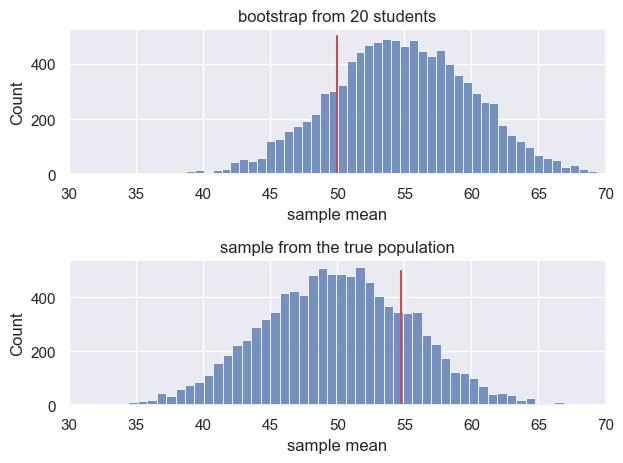 bootstrap from 20 students
400
200
0
Count
30 35 40 45 50 55 60 65 70
sample mean
sample from the true population
400
200
0
Count
30 35 40 45 50 55 60 65 70
sample mean